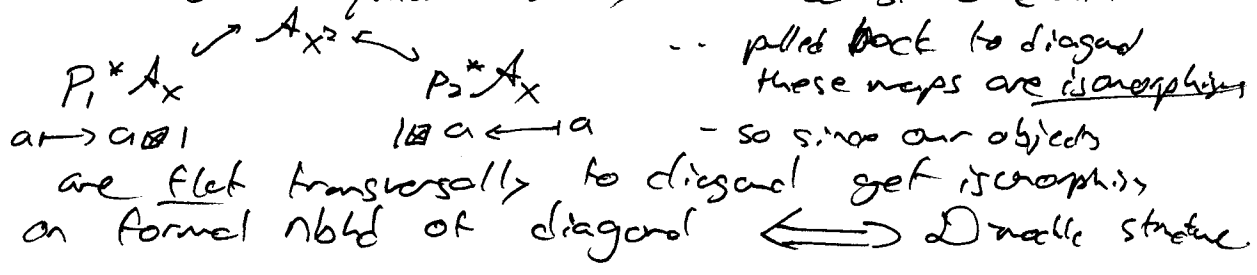 𝒜_{X²} -- pulled back to diagonal
p₁*𝒜_X p₂*𝒜_X these maps are isomorphisms
a ↦ a⊠1 1⊠a ↤ a - so since our objects
are flat transversally to diagonal get isomorphism
on formal nbhd of diagonal ⟺ D module structure.